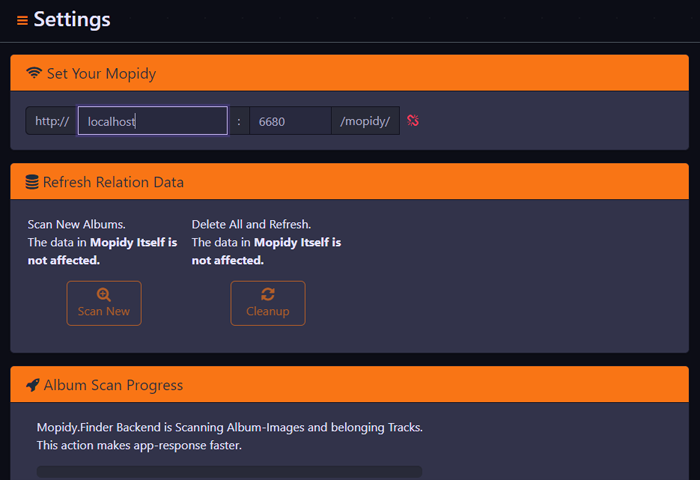 Settings
Set Your Mopidy
http:// localhost : 6680 /mopidy/
Refresh Relation Data
Scan New Albums.
The data in Mopidy Itself is
not affected.
Scan New
Delete All and Refresh.
The data in Mopidy Itself is
not affected.
Cleanup
Album Scan Progress
Mopidy.Finder Backend is Scanning Album-Images and belonging Tracks.
This action makes app-response faster.